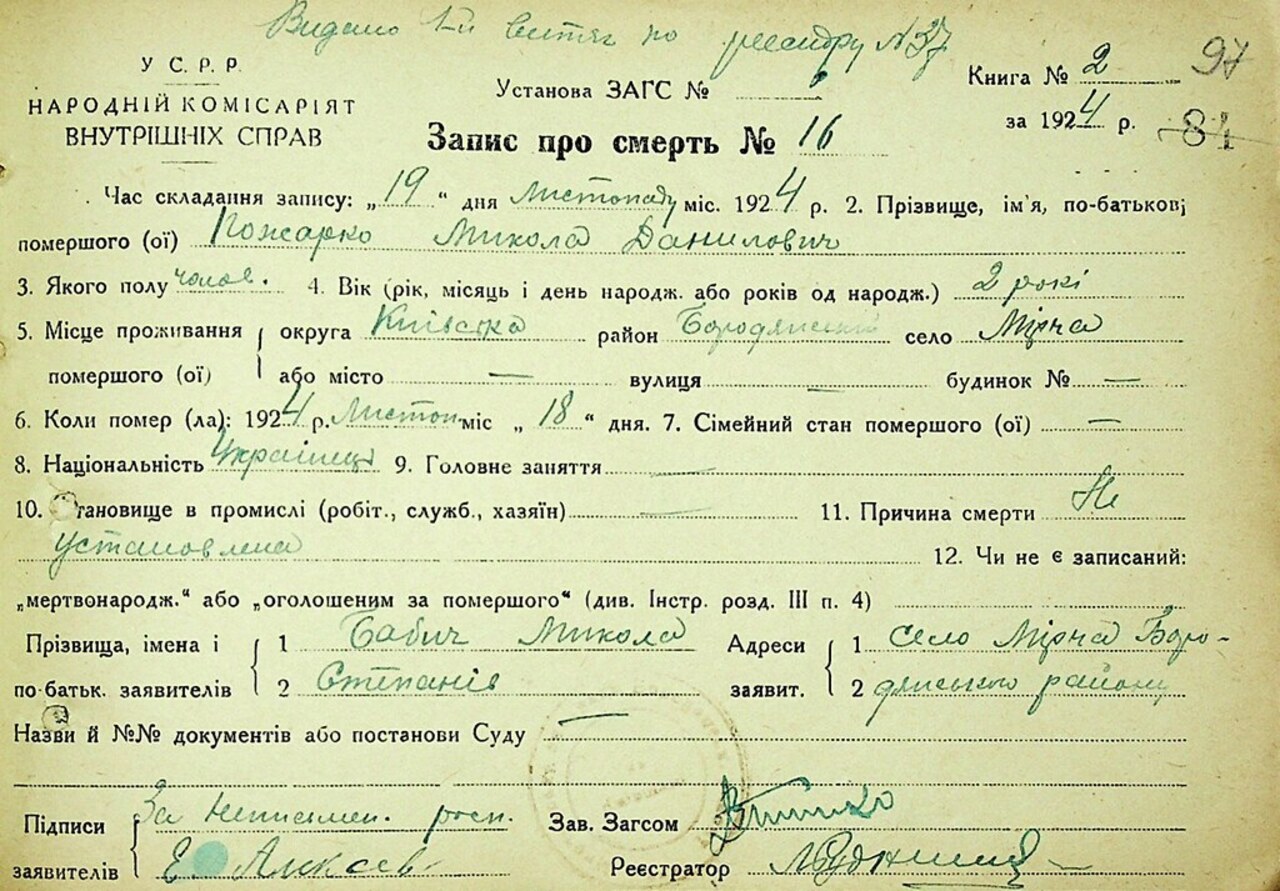 Видано 1-й витяг по реєстру N 37
У С. Р. Р.
НАРОДНІЙ КОМІСАРІЯТ
ВНУТРІШНІХ СПРАВ
Установа ЗАГС №
Книга № 2
97
за 1924 р.
84
Запис про смерть № 16
Час складання запису: „19“ дня Листопаду міс. 1924 р. 2. Прізвище, ім'я, по-батькові
помершого (ої) Пожарко Микола Данилович
3. Якого полу чолов. 4. Вік (рік, місяць і день народж. або років од народж.) 2 рокі
5. Місце проживання округа Київська район Бородянський село Мірча
помершого (ої) або місто — вулиця — будинок № —
6. Коли помер (ла): 1924 р. Листоп міс „18“ дня. 7. Сімейний стан помершого (ої) —
8. Національність Українці 9. Головне заняття —
10. Становище в промислі (робіт., служб., хазяїн) — 11. Причина смерти Не
установлена
12. Чи не є записаний:
„мертвонародж.“ або „оголошеним за помершого“ (див. Інстр. розд. III п. 4)
Прізвища, імена і 1 Бабич Микола Адреси 1 село Мірча Боро-
по-батьк. заявителів 2 Степанів заявит. 2 дянського району
Назви й №№ документів або постанови Суду —
Підписи За неписьмен. росп. Зав. Загсом
заявителів Е. Алксєв Реєстратор